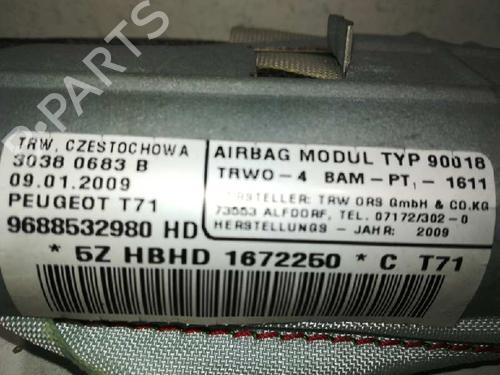 B-PARTS
TRW, CZESTOCHOWA
3038 0683 B
09.01.2009
PEUGEOT T71
9688532980 HD
AIRBAG MODUL TYP 90018
TRWO-4 BAM-PT, -1611
HERSTELLER: TRW ORS GmbH & CO.KG
73553 ALFDORF, TEL. 07172/302-0
HERSTELLUNGS - JAHR: 2009
* 5Z HBHD 1672250 * C T71